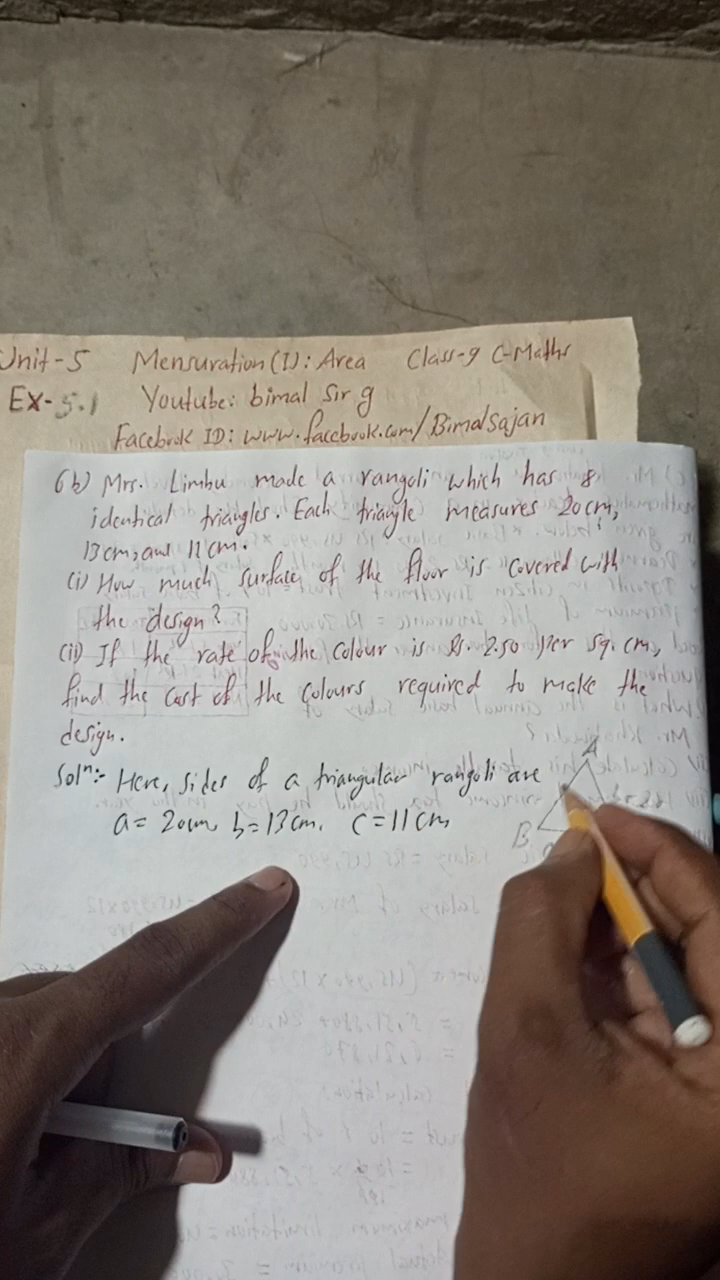 Unit-5 Mensuration (I): Area Class-9 C-Maths
EX-5.1 Youtube: bimal Sir g
Facebook ID: www.facebook.com/BimalSajan
6b) Mrs. Limbu made a rangoli which has 8
identical triangles. Each triangle measures 20cm,
13cm, and 11cm.
(i) How much surface of the floor is covered with
the design?
(ii) If the rate of the colour is Rs. 2.50 per sq. cm,
find the cost of the colours required to make the
design.
Solⁿ:- Here, sides of a triangular rangoli are
a = 20cm, b = 13cm, c = 11cm
A
B